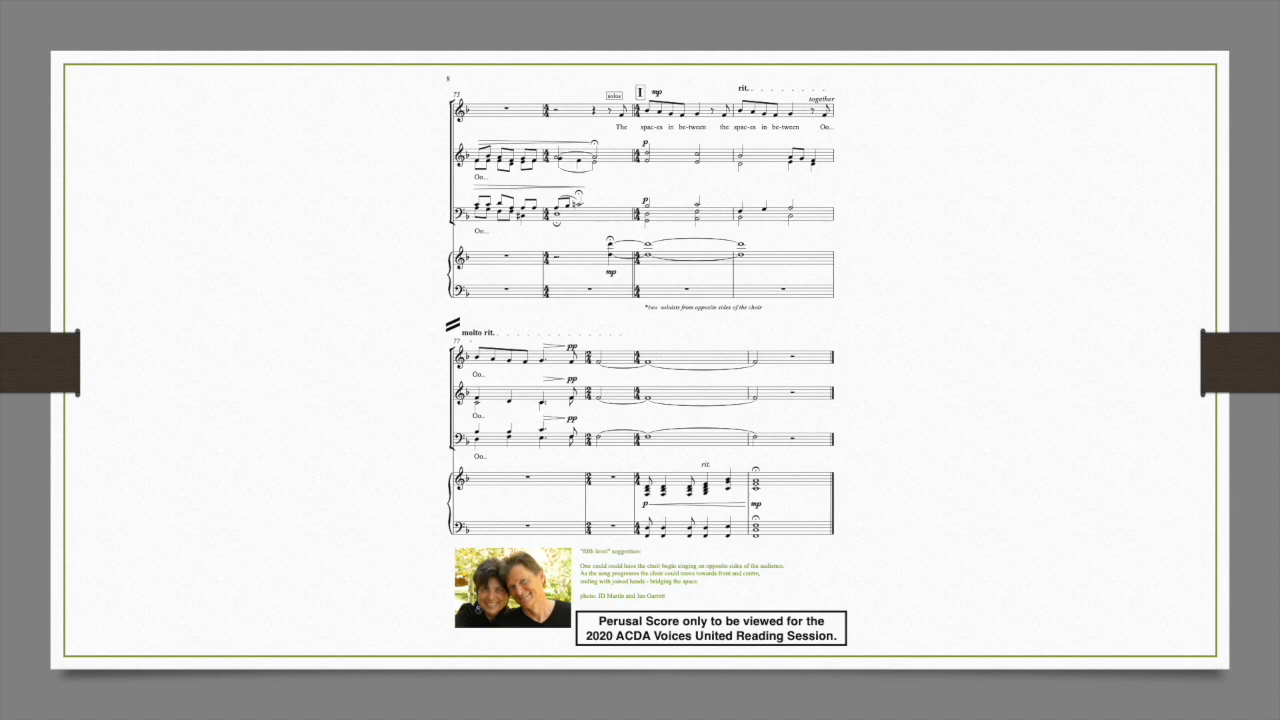 8
73
solos
I
mp
rit.
together
The spac-es in be-tween the spac-es in be-tween Oo...
p
Oo...
p
Oo...
mp
*two soloists from opposite sides of the choir
molto rit.
77
pp
Oo..
pp
Oo..
pp
Oo..
rit.
p
mp
"fifth level" suggestion:
One could could have the choir begin singing on opposite sides of the audience.
As the song progresses the choir could move towards front and centre,
ending with joined hands - bridging the space.
photo: JD Martin and Jan Garrett
Perusal Score only to be viewed for the
2020 ACDA Voices United Reading Session.